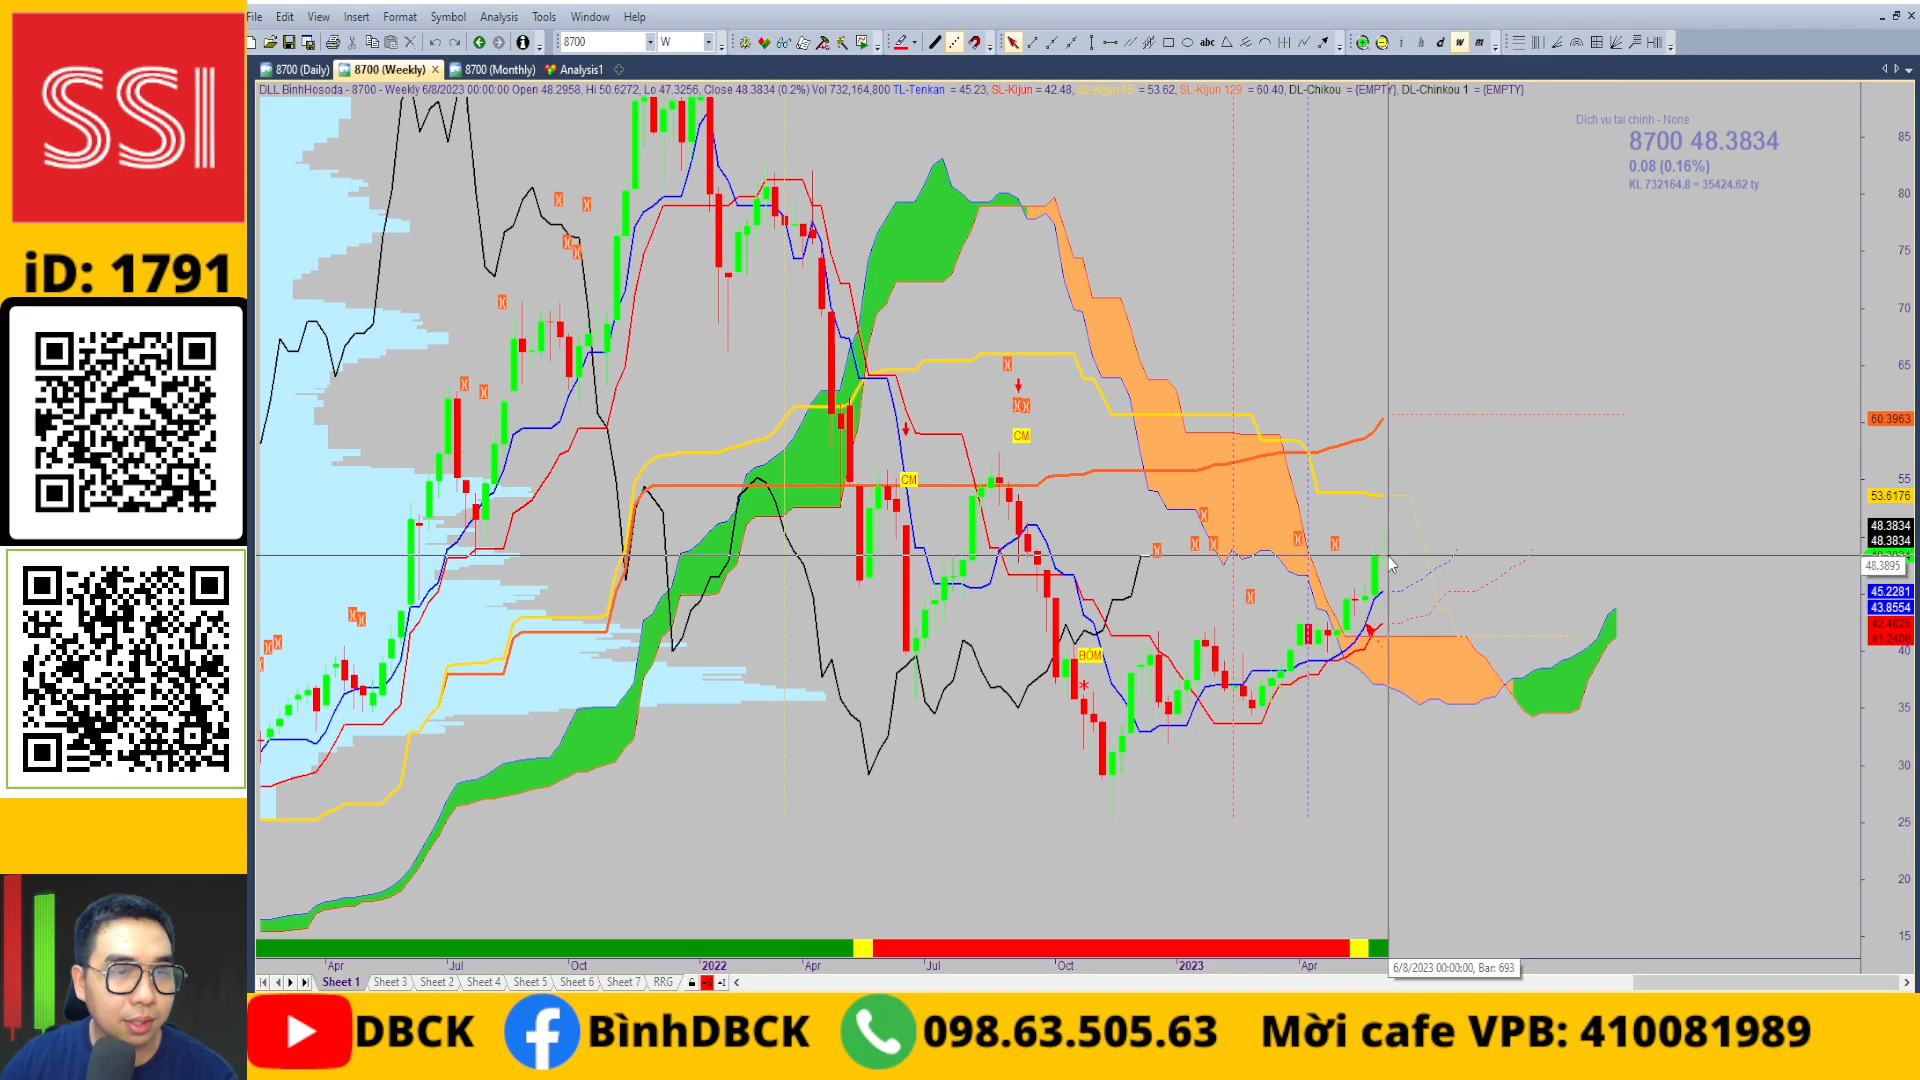 SSI
iD: 1791
File Edit View Insert Format Symbol Analysis Tools Window Help
8700 W
abc
i h d w m
8700 (Daily) 8700 (Weekly) 8700 (Monthly) Analysis1
DLL BinhHosoda - 8700 - Weekly 6/8/2023 00:00:00 Open 48.2958, Hi 50.6272, Lo 47.3256, Close 48.3834 (0.2%) Vol 732,164,800 TL-Tenkan = 45.23, SL-Kijun = 42.48, SL-Kijun 65 = 53.62, SL-Kijun 129 = 60.40, DL-Chikou = {EMPTY}, DL-Chinkou 1 = {EMPTY}
Dich vu tai chinh - None
8700 48.3834
0.08 (0.16%)
KL 732164.8 = 35424.62 ty
85
80
75
70
65
60.3963
55
53.6176
48.3834
48.3834
48.3895
45.2281
43.8554
42.4826
41.2408
40
35
30
25
20
15
CM
CM
BOM
Apr Jul Oct 2022 Apr Jul Oct 2023 Apr
6/8/2023 00:00:00, Bar: 693
Sheet 1 Sheet 3 Sheet 2 Sheet 4 Sheet 5 Sheet 6 Sheet 7 RRG
DBCK BìnhDBCK 098.63.505.63 Mời cafe VPB: 410081989